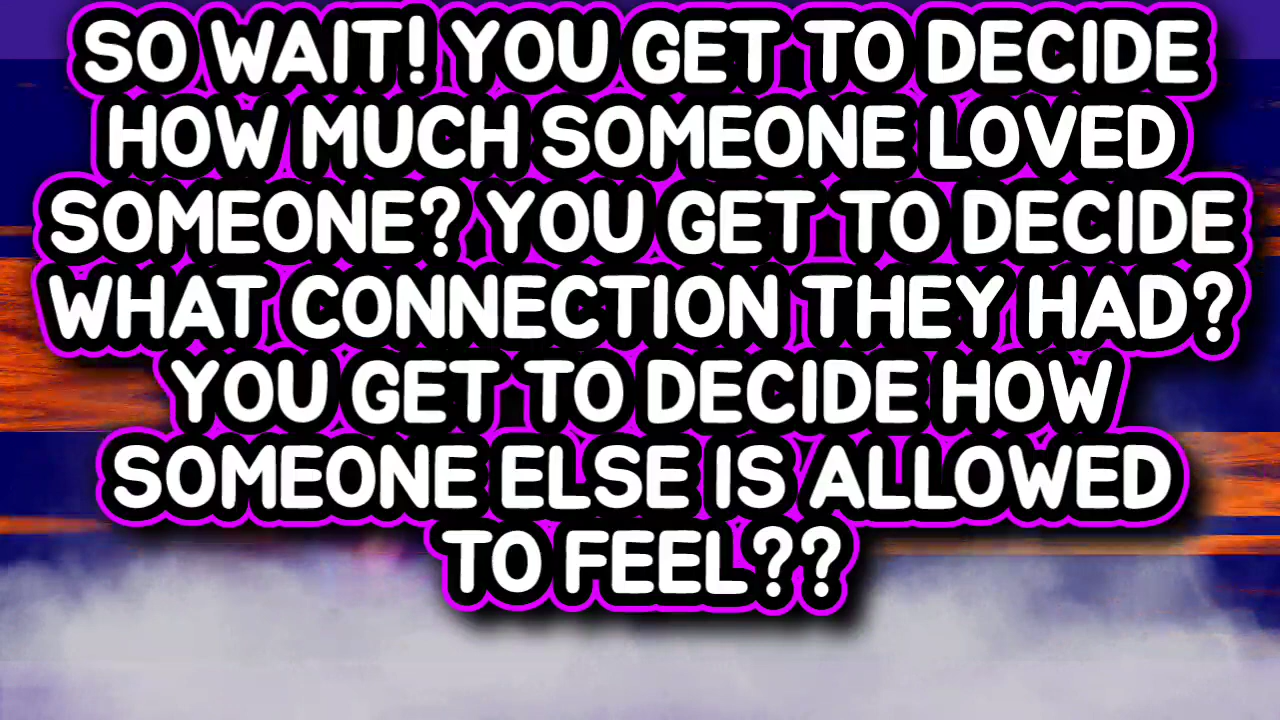 SO WAIT! YOU GET TO DECIDE
HOW MUCH SOMEONE LOVED
SOMEONE? YOU GET TO DECIDE
WHAT CONNECTION THEY HAD?
YOU GET TO DECIDE HOW
SOMEONE ELSE IS ALLOWED
TO FEEL??